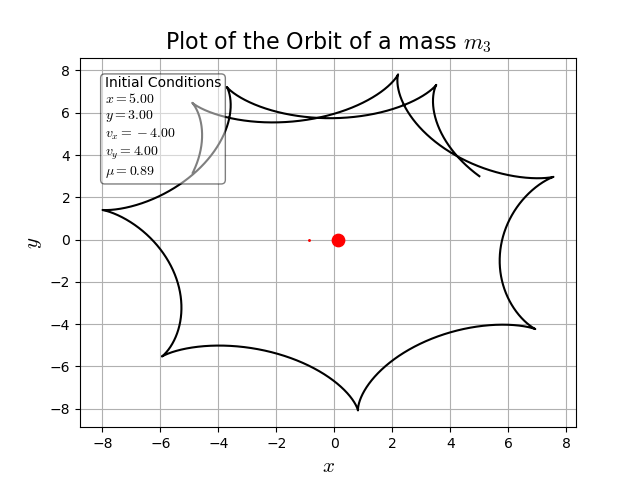 Plot of the Orbit of a mass m₃
Initial Conditions
x = 5.00
y = 3.00
vₓ = −4.00
v_y = 4.00
μ = 0.89
8
6
4
2
0
−2
−4
−6
−8
y
−8 −6 −4 −2 0 2 4 6 8
x